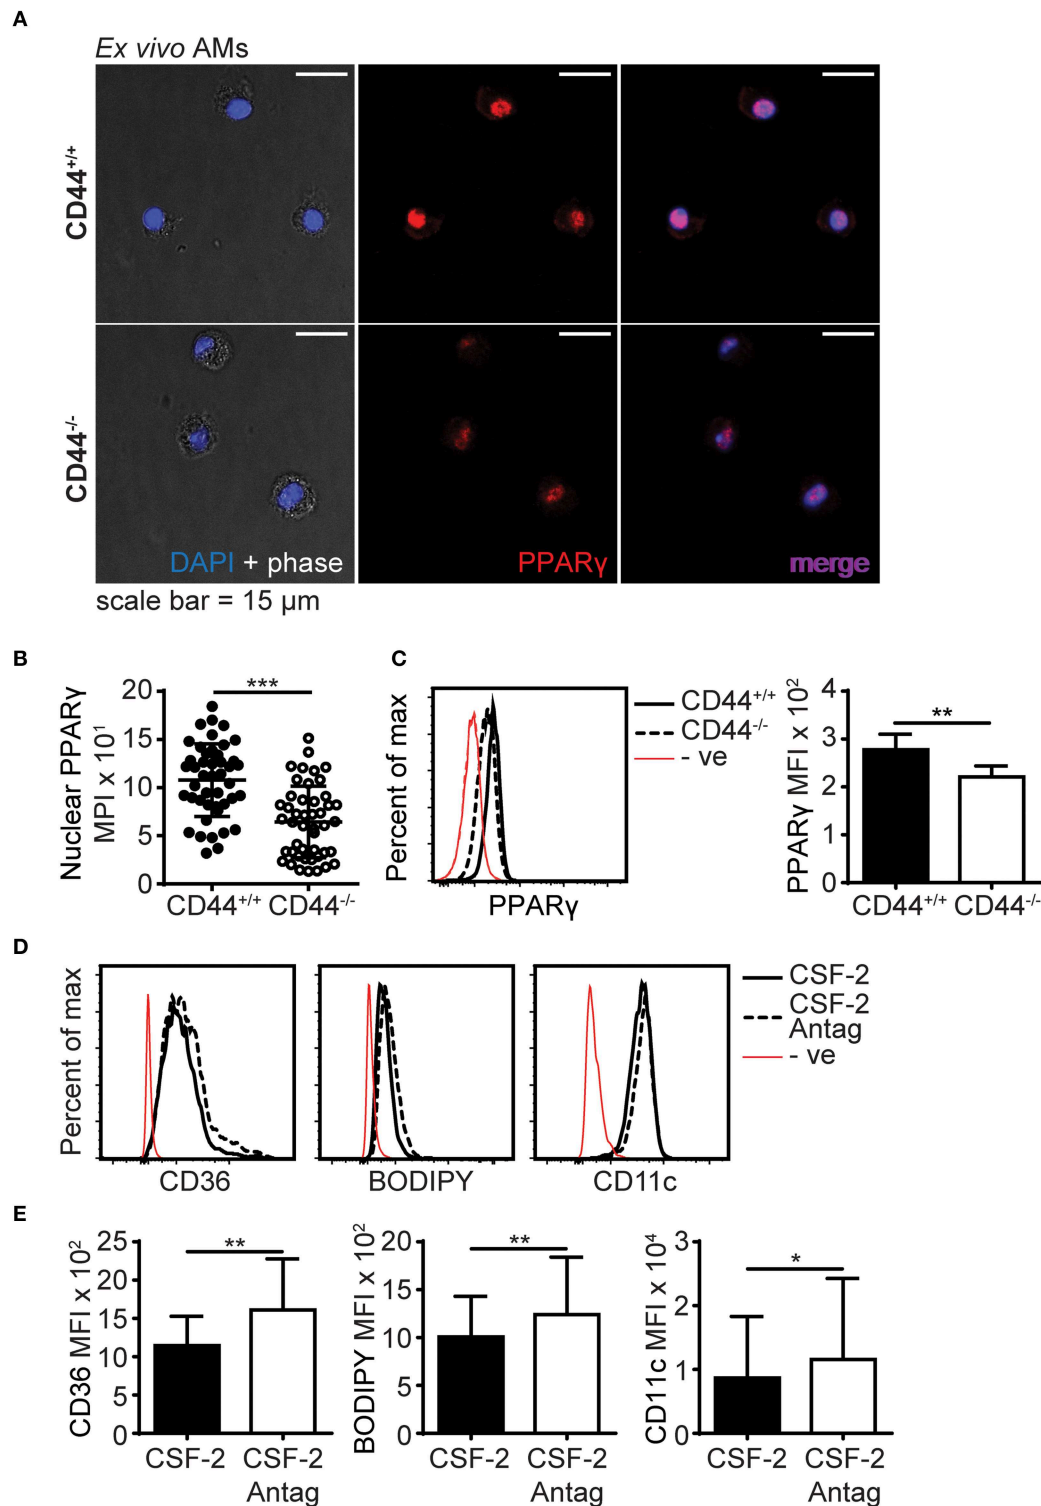 A
Ex vivo AMs
CD44+/+
CD44-/-
DAPI + phase
PPARγ
merge
scale bar = 15 µm
B
Nuclear PPARγ
MPI x 10¹
20
15
10
5
0
***
CD44+/+ CD44-/-
C
Percent of max
PPARγ
CD44+/+
CD44-/-
- ve
PPARγ MFI x 10²
4
3
2
1
0
**
CD44+/+ CD44-/-
D
Percent of max
CD36
BODIPY
CD11c
CSF-2
CSF-2
Antag
- ve
E
CD36 MFI x 10²
25
20
15
10
5
0
**
CSF-2 CSF-2
Antag
BODIPY MFI x 10²
20
15
10
5
0
**
CSF-2 CSF-2
Antag
CD11c MFI x 10⁴
3
2
1
0
*
CSF-2 CSF-2
Antag